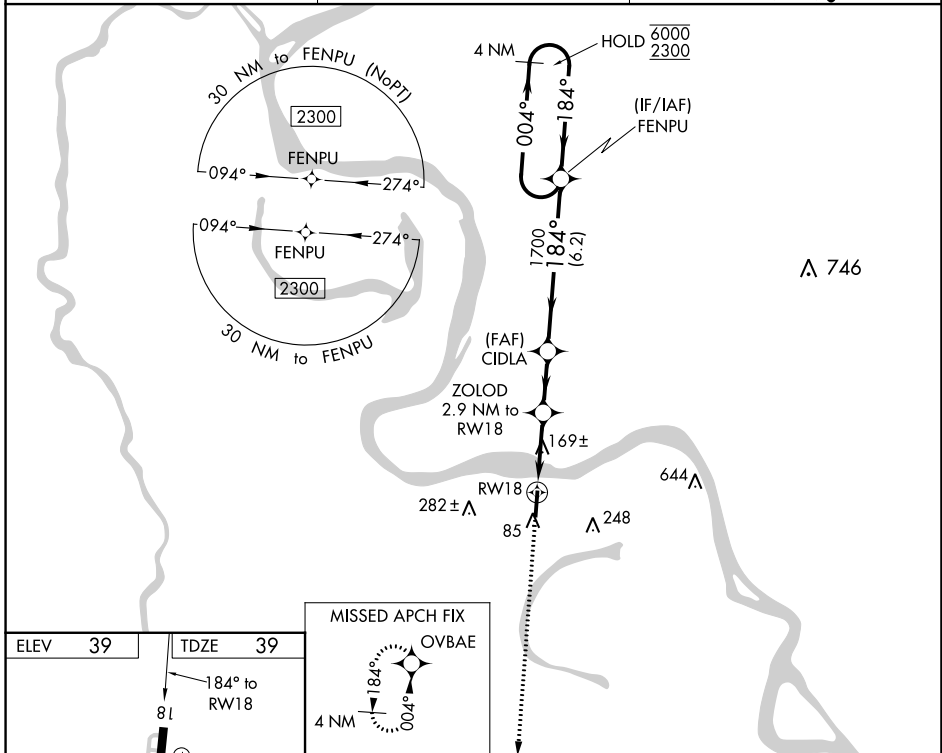 30 NM to FENPU (NoPT)
2300
FENPU
094°
274°
094°
274°
FENPU
2300
30 NM to FENPU
4 NM
HOLD 6000
2300
004°
184°
(IF/IAF)
FENPU
1700
184°
(6.2)
746
(FAF)
CIDLA
ZOLOD
2.9 NM to
RW18
169±
RW18
644
282±
85
248
ELEV 39
TDZE 39
184° to
RW18
18
MISSED APCH FIX
OVBAE
184°
004°
4 NM